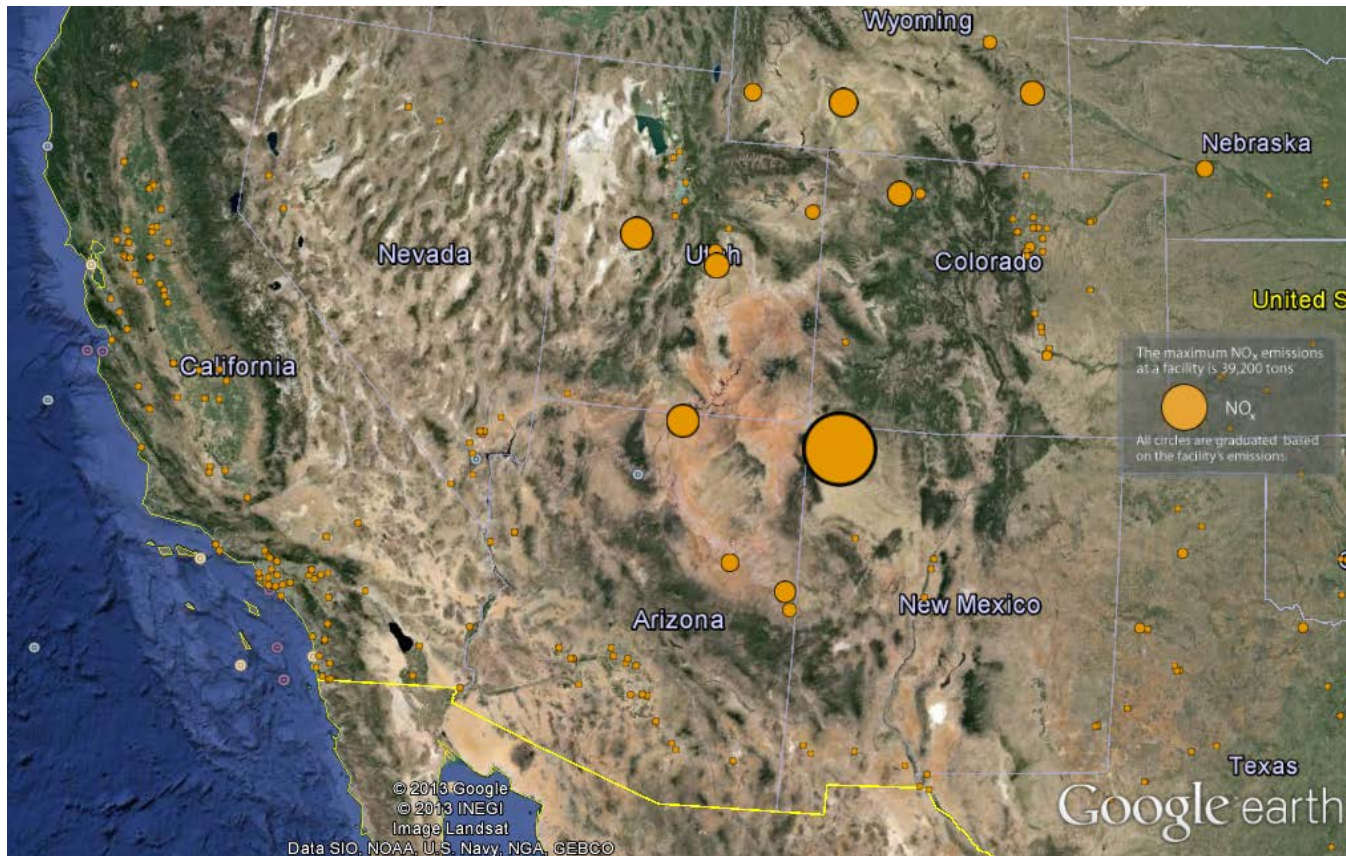 Wyoming
Nebraska
Nevada
Utah
Colorado
United S
California
The maximum NOx emissions
at a facility is 39,200 tons
NOx
All circles are graduated based
on the facility's emissions.
Arizona
New Mexico
Texas
© 2013 Google
© 2013 INEGI
Image Landsat
Data SIO, NOAA, U.S. Navy, NGA, GEBCO
Google earth